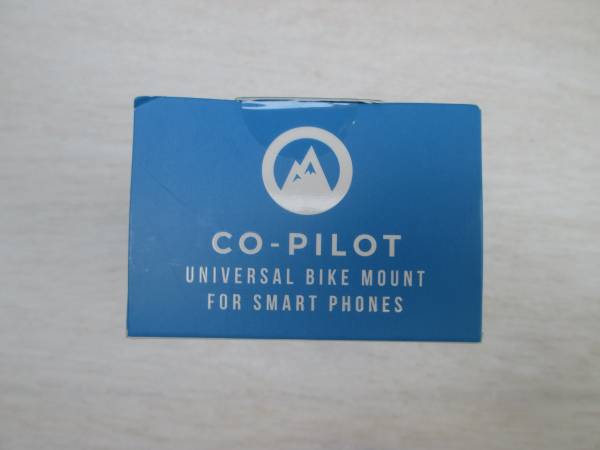 CO-PILOT
UNIVERSAL BIKE MOUNT
FOR SMART PHONES